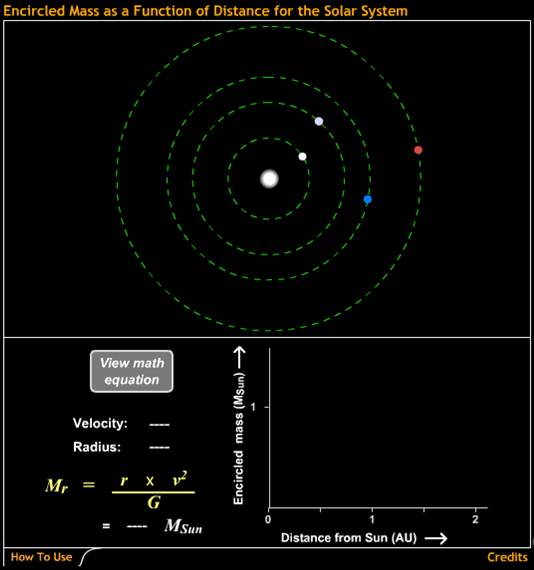 Encircled Mass as a Function of Distance for the Solar System
View math
equation
Velocity: ----
Radius: ----
Mr = r x v²
G
= ---- MSun
Encircled mass (MSun)
1
0 1 2
Distance from Sun (AU)
How To Use
Credits